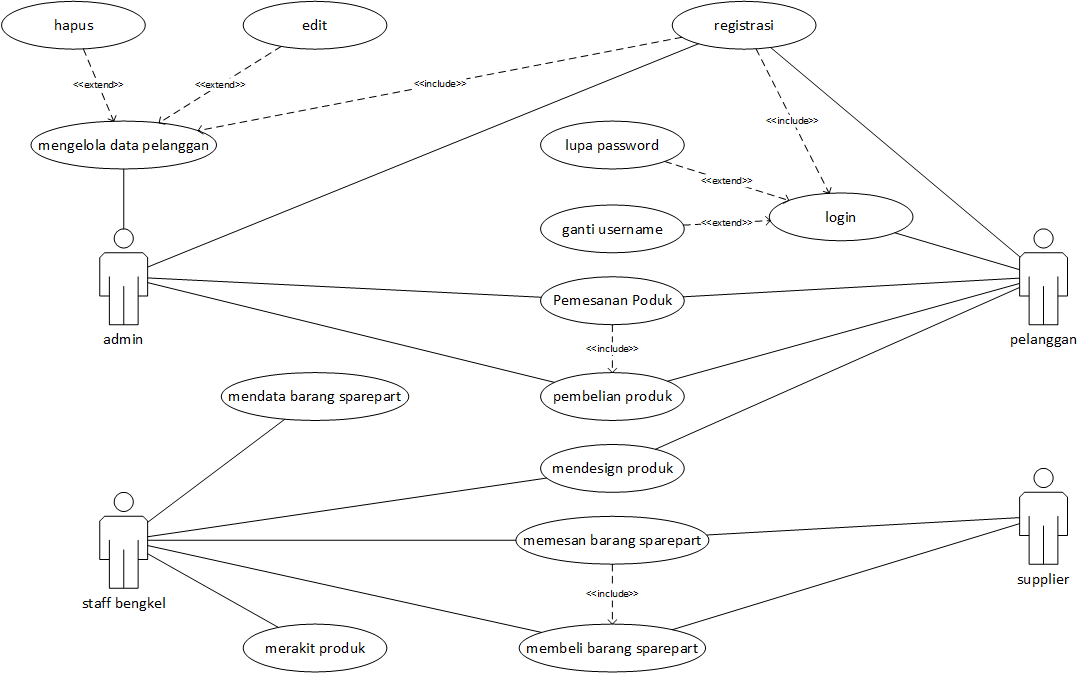 hapus
edit
registrasi
<<extend>>
<<extend>>
<<include>>
<<include>>
mengelola data pelanggan
lupa password
<<extend>>
login
ganti username
<<extend>>
Pemesanan Poduk
admin
pelanggan
<<include>>
mendata barang sparepart
pembelian produk
mendesign produk
memesan barang sparepart
supplier
<<include>>
staff bengkel
merakit produk
membeli barang sparepart